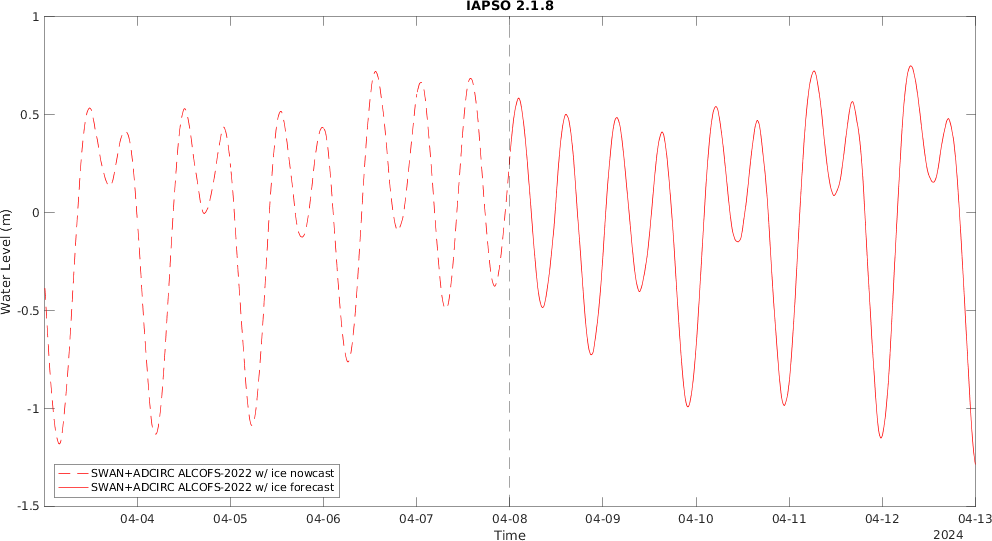 IAPSO 2.1.8
1
0.5
0
-0.5
-1
-1.5
Water Level (m)
SWAN+ADCIRC ALCOFS-2022 w/ ice nowcast
SWAN+ADCIRC ALCOFS-2022 w/ ice forecast
04-04 04-05 04-06 04-07 04-08 04-09 04-10 04-11 04-12 04-13
Time
2024